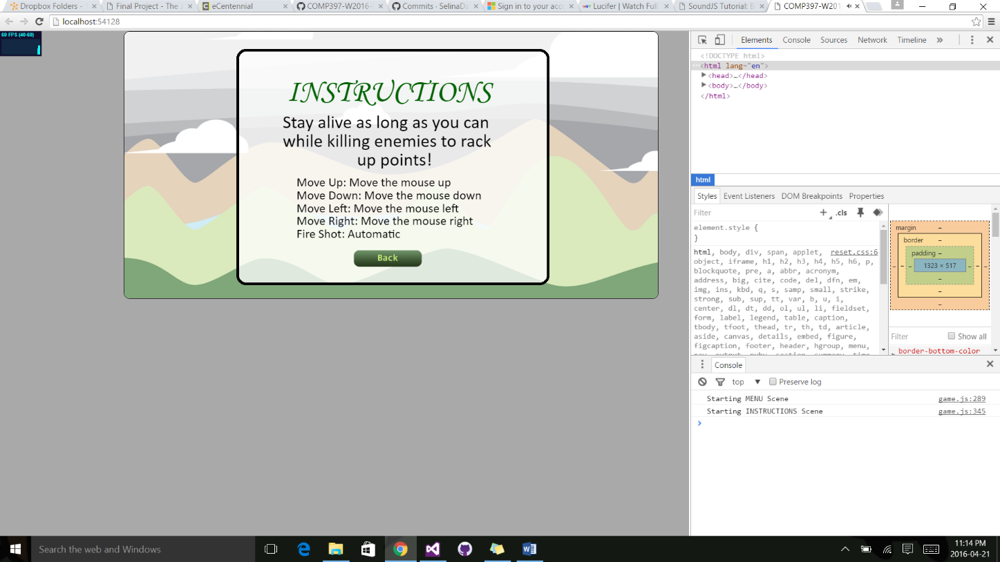 Dropbox Folders -
Final Project - The J
eCentennial
COMP397-W2016-
Commits · SelinaDa
Sign in to your acco
Lucifer | Watch Full
SoundJS Tutorial: B
COMP397-W201
localhost:54128
60 FPS (40-60)
INSTRUCTIONS
Stay alive as long as you can
while killing enemies to rack
up points!
Move Up: Move the mouse up
Move Down: Move the mouse down
Move Left: Move the mouse left
Move Right: Move the mouse right
Fire Shot: Automatic
Back
Elements Console Sources Network Timeline »
<!DOCTYPE html>
<html lang="en">
<head>…</head>
<body>…</body>
</html>
html
Styles Event Listeners DOM Breakpoints Properties
Filter + .cls
element.style {
}
html, body, div, span, applet, reset.css:6
object, iframe, h1, h2, h3, h4, h5, h6, p,
blockquote, pre, a, abbr, acronym,
address, big, cite, code, del, dfn, em,
img, ins, kbd, q, s, samp, small, strike,
strong, sub, sup, tt, var, b, u, i,
center, dl, dt, dd, ol, ul, li, fieldset,
form, label, legend, table, caption,
tbody, tfoot, thead, tr, th, td, article,
aside, canvas, details, embed, figure,
figcaption, footer, header, hgroup, menu,
nav, output, ruby, section, summary, time,
margin –
border –
padding –
1323 × 517
Filter Show all
border-bottom-color
Console
top Preserve log
Starting MENU Scene game.js:289
Starting INSTRUCTIONS Scene game.js:345
Search the web and Windows
11:14 PM
2016-04-21